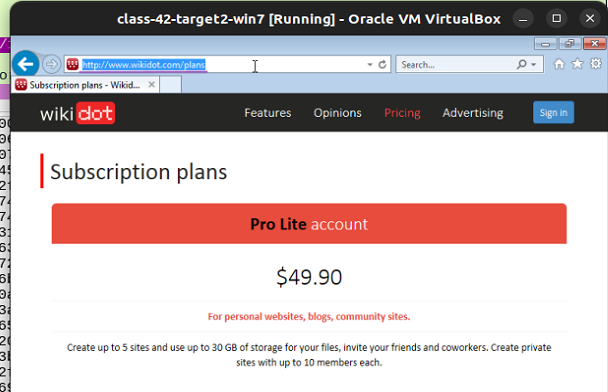 class-42-target2-win7 [Running] - Oracle VM VirtualBox
http://www.wikidot.com/plans
Search...
Subscription plans - Wikid...
wikidot
Features Opinions Pricing Advertising Sign in
Subscription plans
Pro Lite account
$49.90
For personal websites, blogs, community sites.
Create up to 5 sites and use up to 30 GB of storage for your files, invite your friends and coworkers. Create private
sites with up to 10 members each.